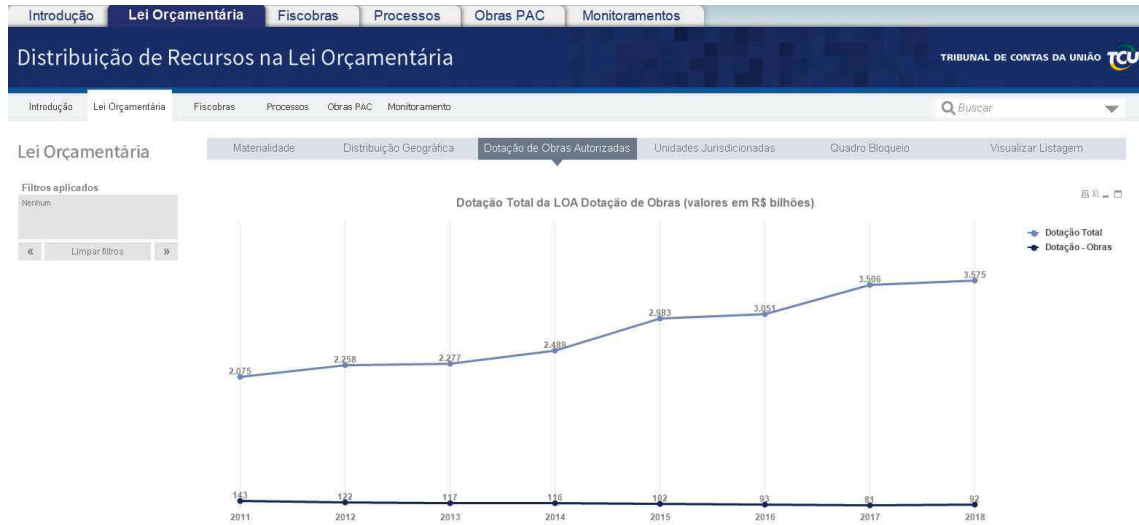 Introdução Lei Orçamentária Fiscobras Processos Obras PAC Monitoramentos
Distribuição de Recursos na Lei Orçamentária
TRIBUNAL DE CONTAS DA UNIÃO TCU
Introdução Lei Orçamentária Fiscobras Processos Obras PAC Monitoramento
Buscar
Lei Orçamentária
Materialidade Distribuição Geográfica Dotação de Obras Autorizadas Unidades Jurisdicionadas Quadro Bloqueio Visualizar Listagem
Filtros aplicados
Nenhum
« Limpar filtros »
Dotação Total da LOA Dotação de Obras (valores em R$ bilhões)
XL
Dotação Total
Dotação - Obras
2.075 2.258 2.277 2.489 2.983 3.051 3.506 3.575
143 122 117 116 102 93 81 92
2011 2012 2013 2014 2015 2016 2017 2018